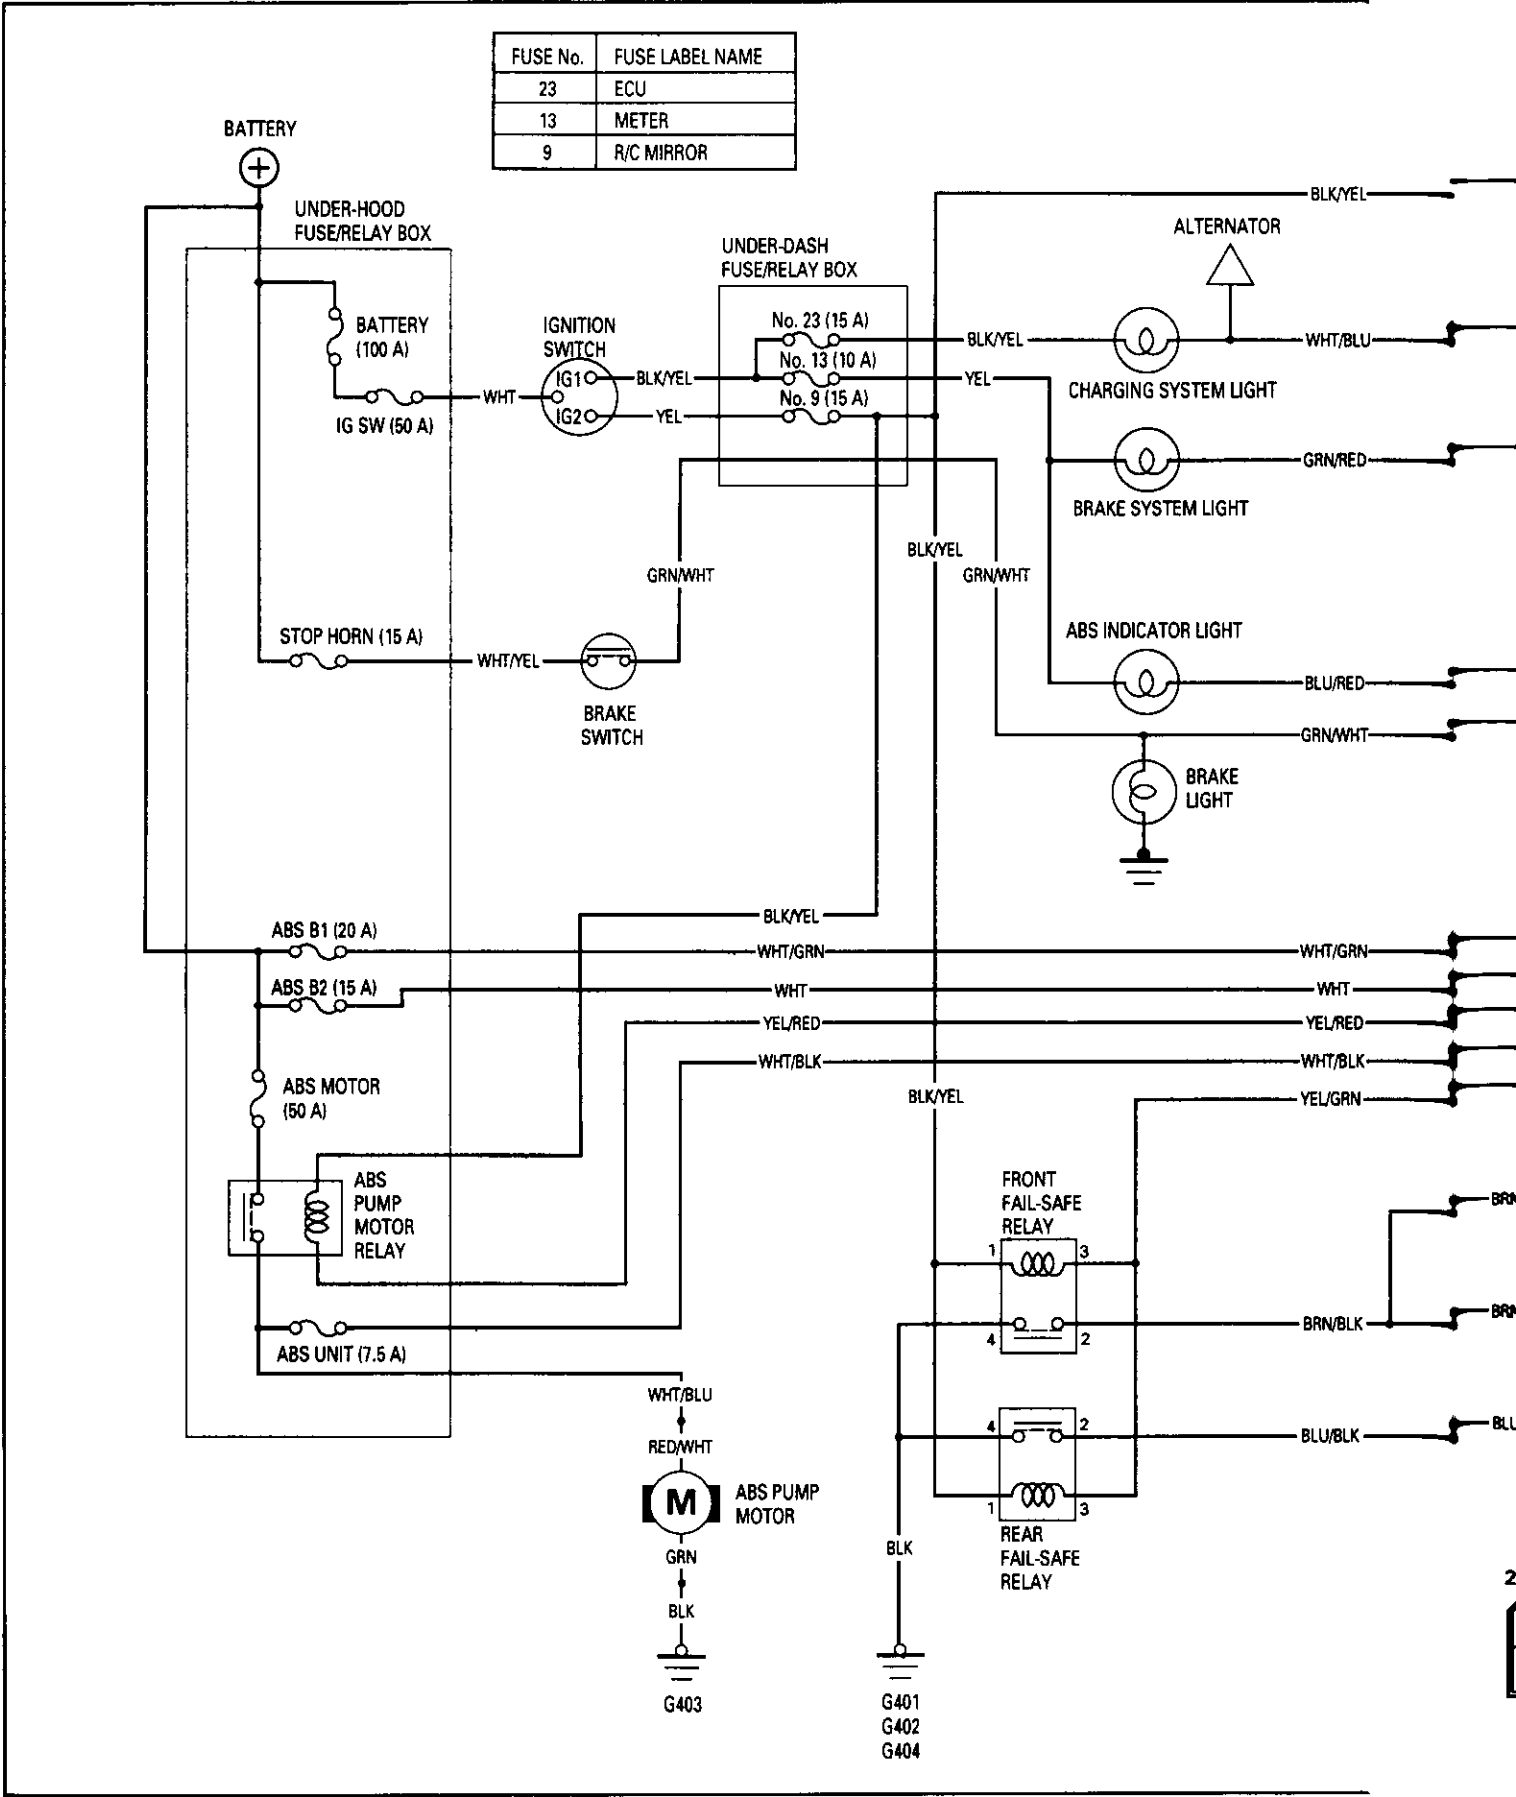 FUSE No. FUSE LABEL NAME
23 ECU
13 METER
9 R/C MIRROR
BATTERY
+
UNDER-HOOD
FUSE/RELAY BOX
BLK/YEL
ALTERNATOR
UNDER-DASH
FUSE/RELAY BOX
BATTERY
(100 A)
IGNITION
SWITCH
No. 23 (15 A)
BLK/YEL
WHT/BLU
No. 13 (10 A)
IG1
BLK/YEL
YEL
CHARGING SYSTEM LIGHT
WHT
No. 9 (15 A)
IG SW (50 A)
IG2
YEL
GRN/RED
BRAKE SYSTEM LIGHT
BLK/YEL
GRN/WHT
GRN/WHT
STOP HORN (15 A)
ABS INDICATOR LIGHT
WHT/YEL
BLU/RED
BRAKE
SWITCH
GRN/WHT
BRAKE
LIGHT
BLK/YEL
ABS B1 (20 A)
WHT/GRN
WHT/GRN
ABS B2 (15 A)
WHT
WHT
YEL/RED
YEL/RED
WHT/BLK
WHT/BLK
ABS MOTOR
(50 A)
BLK/YEL
YEL/GRN
ABS
PUMP
MOTOR
RELAY
FRONT
FAIL-SAFE
RELAY
BRN
1 3
BRN
BRN/BLK
4 2
ABS UNIT (7.5 A)
WHT/BLU
BLU
4 2
BLU/BLK
RED/WHT
M
ABS PUMP
MOTOR
1 3
REAR
FAIL-SAFE
RELAY
BLK
GRN
2
BLK
G403
G401
G402
G404